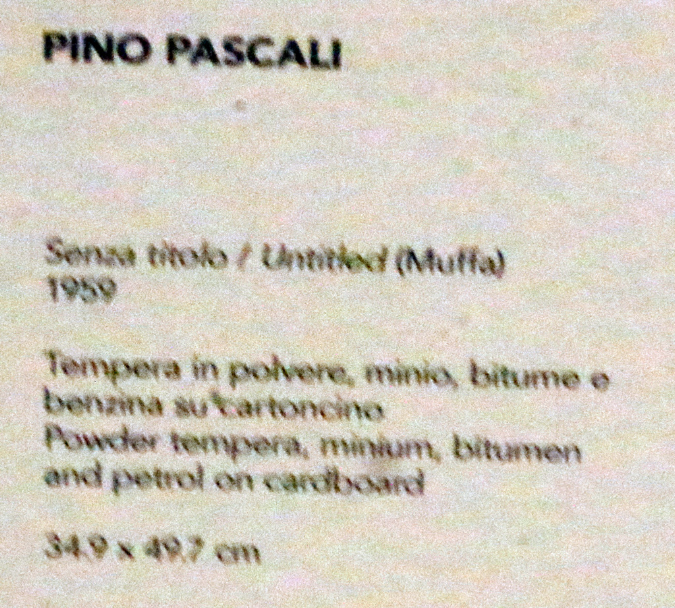 PINO PASCALI
Senza titolo / Untitled (Muffa)
1959
Tempera in polvere, minio, bitume e
benzina su cartoncino
Powder tempera, minium, bitumen
and petrol on cardboard
34.9 x 49.7 cm